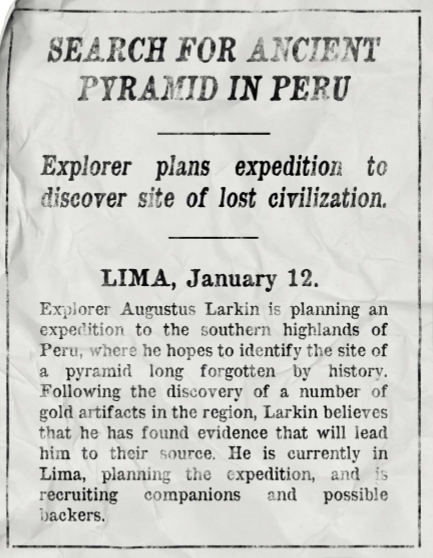 SEARCH FOR ANCIENT
PYRAMID IN PERU
Explorer plans expedition to
discover site of lost civilization.
LIMA, January 12.
Explorer Augustus Larkin is planning an
expedition to the southern highlands of
Peru, where he hopes to identify the site of
a pyramid long forgotten by history.
Following the discovery of a number of
gold artifacts in the region, Larkin believes
that he has found evidence that will lead
him to their source. He is currently in
Lima, planning the expedition, and is
recruiting companions and possible
backers.